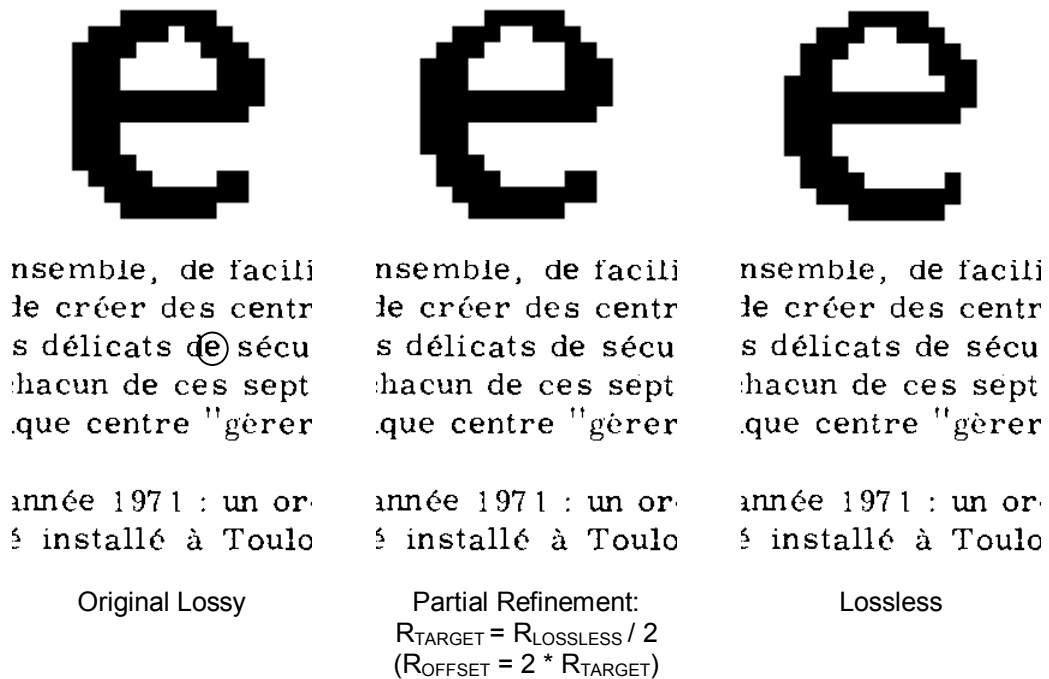 e
nsemble, de facili
le créer des centr
s délicats de sécu
hacun de ces sept
que centre "gérer
année 1971 : un or-
é installé à Toulo
Original Lossy
e
nsemble, de facili
le créer des centr
s délicats de sécu
hacun de ces sept
que centre "gérer
année 1971 : un or-
é installé à Toulo
Partial Refinement:
R_TARGET = R_LOSSLESS / 2
(R_OFFSET = 2 * R_TARGET)
e
nsemble, de facili
le créer des centr
s délicats de sécu
hacun de ces sept
que centre "gérer
année 1971 : un or-
é installé à Toulo
Lossless